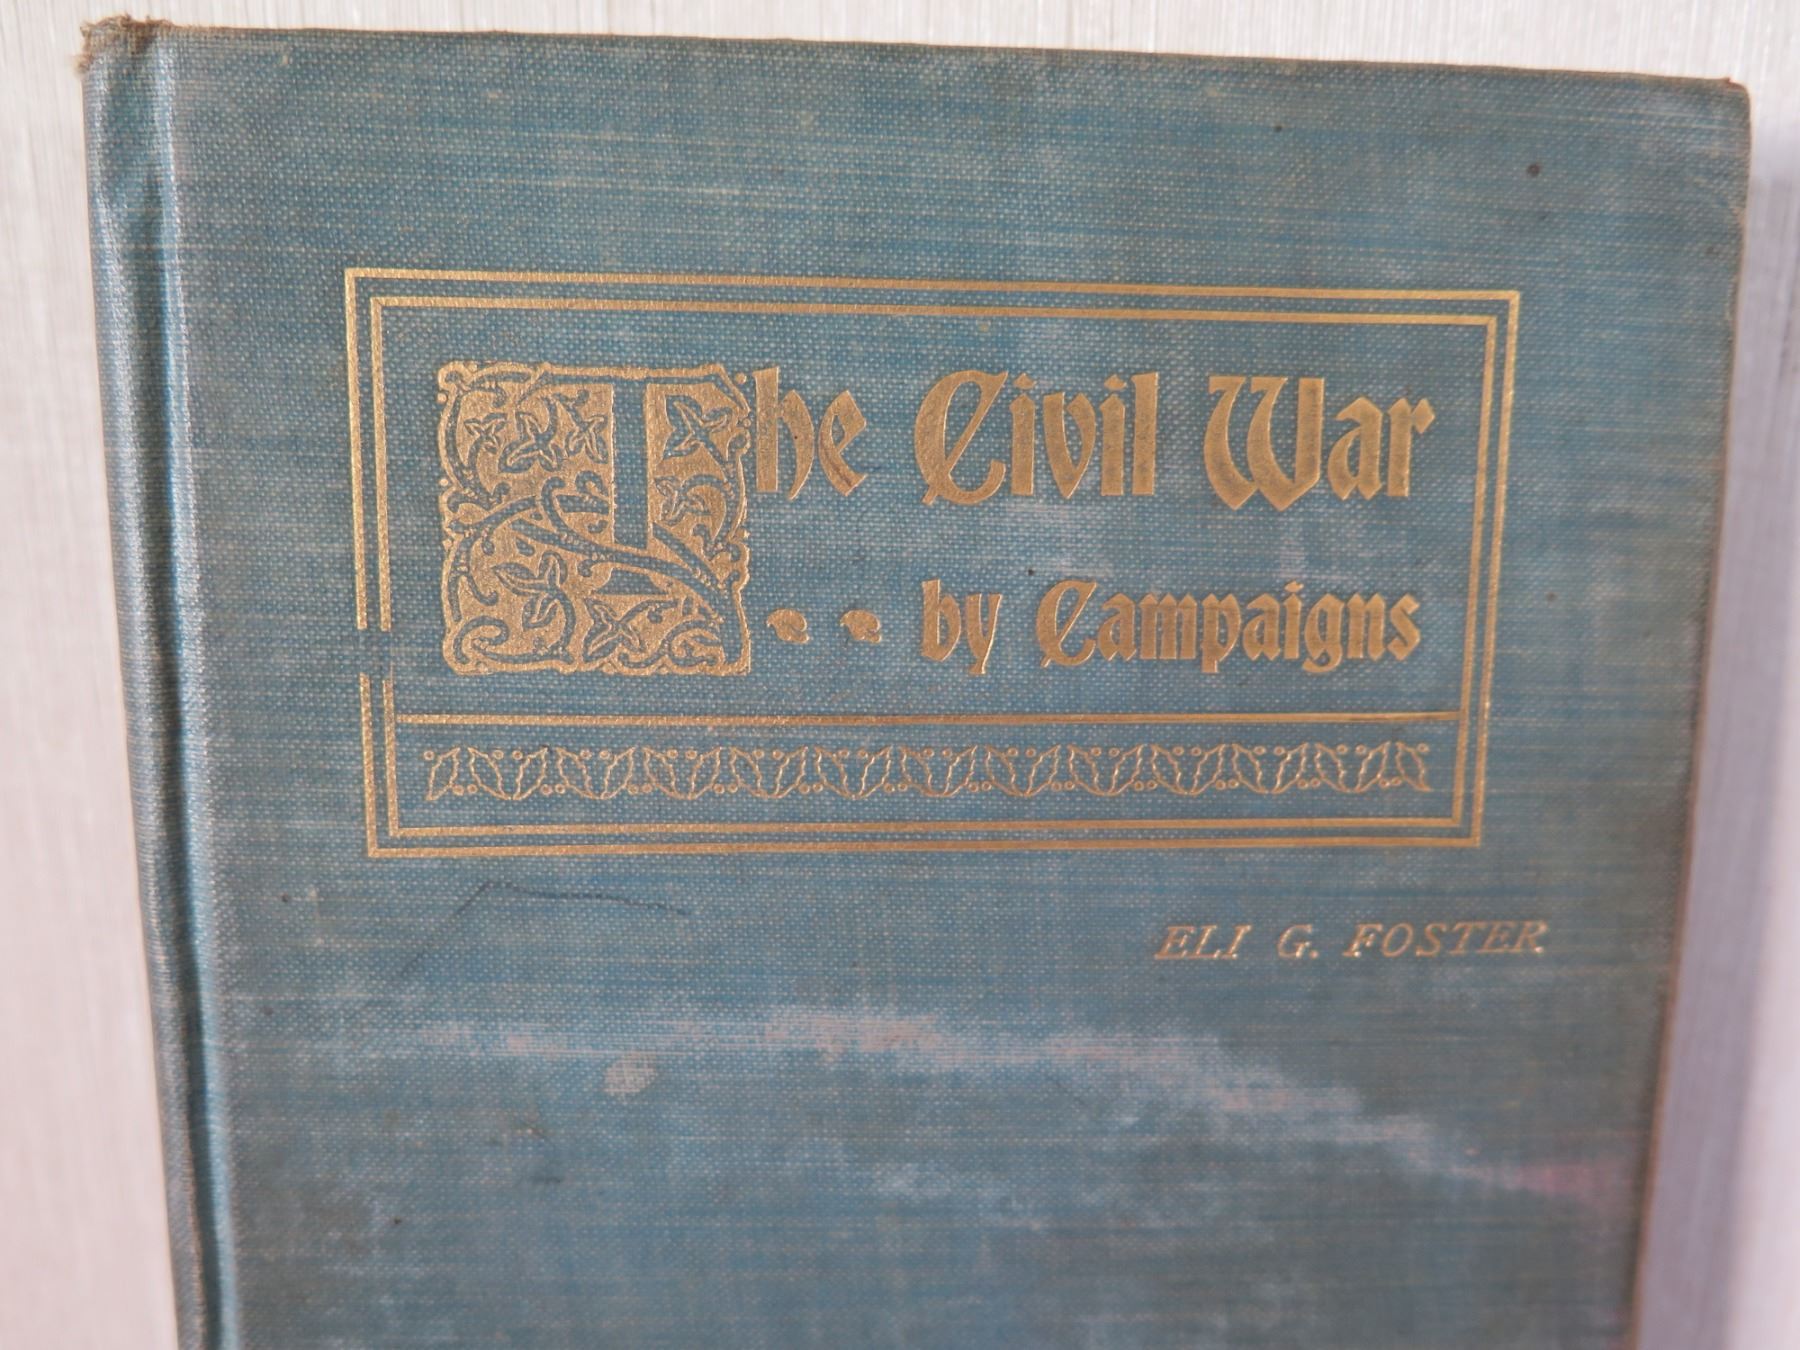 The Civil War
by Campaigns
ELI G. FOSTER